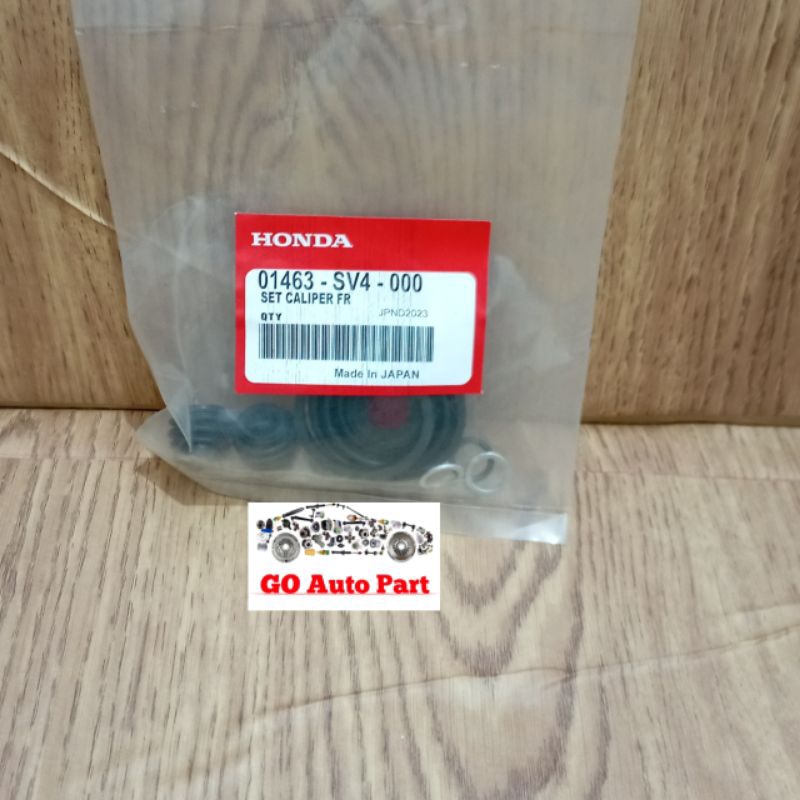 HONDA
01463 - SV4 - 000
SET CALIPER FR
QTY
JPND2023
Made In JAPAN
GO Auto Part